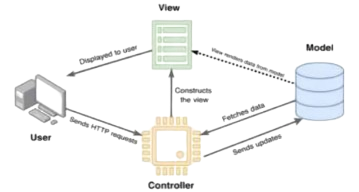 View
Displayed to user
View renders data from model
Model
Constructs
the view
Fetches data
Sends HTTP requests
User
Sends updates
Controller